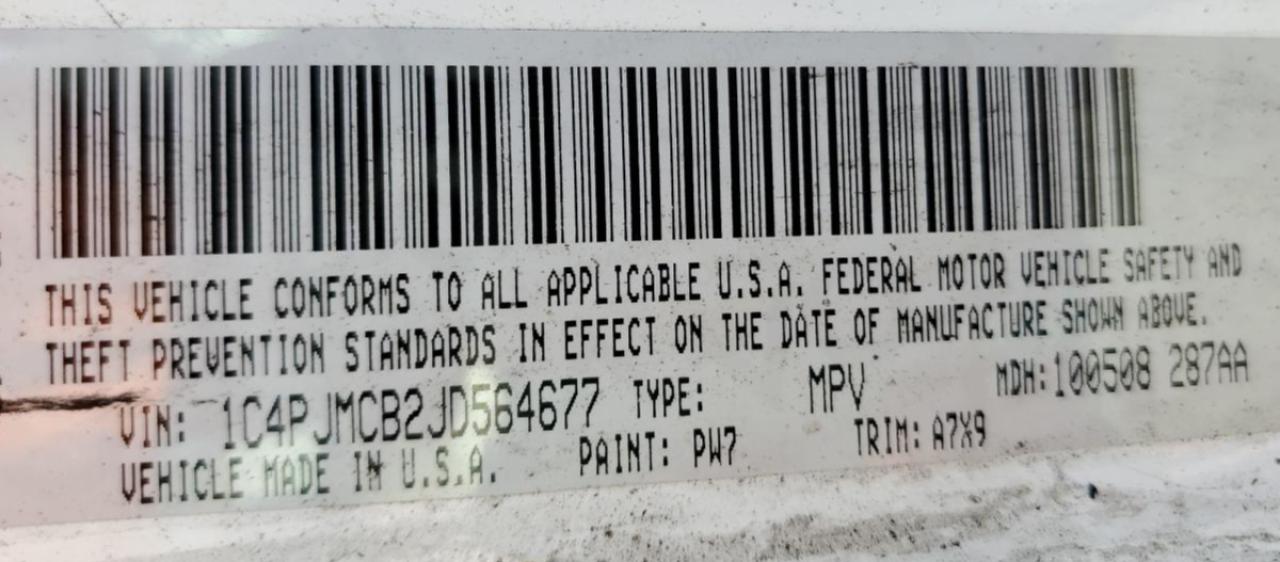 THIS VEHICLE CONFORMS TO ALL APPLICABLE U.S.A. FEDERAL MOTOR VEHICLE SAFETY AND
THEFT PREVENTION STANDARDS IN EFFECT ON THE DATE OF MANUFACTURE SHOWN ABOVE.
VIN: 1C4PJMCB2JD564677 TYPE: MPV MDH:100508 287AA
VEHICLE MADE IN U.S.A. PAINT: PW7 TRIM: A7X9